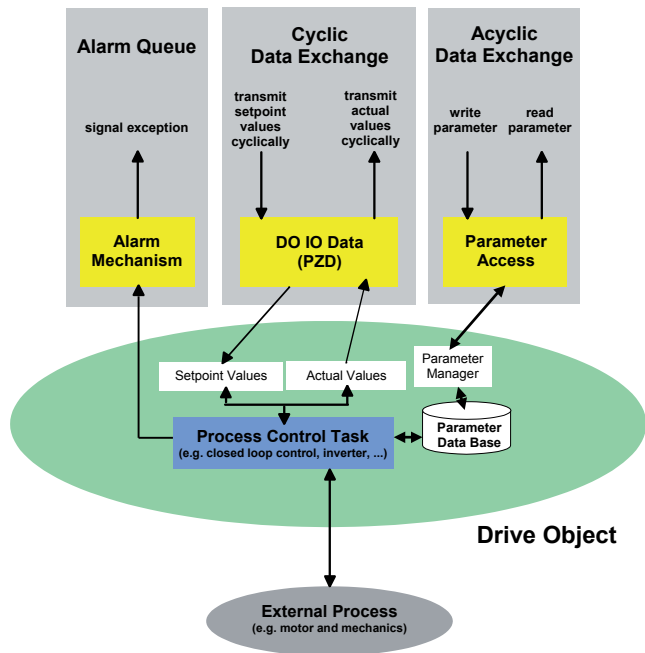 Alarm Queue
Cyclic
Data Exchange
Acyclic
Data Exchange
signal exception
transmit
setpoint
values
cyclically
transmit
actual
values
cyclically
write
parameter
read
parameter
Alarm
Mechanism
DO IO Data
(PZD)
Parameter
Access
Setpoint Values
Actual Values
Parameter
Manager
Process Control Task
(e.g. closed loop control, inverter, ...)
Parameter
Data Base
Drive Object
External Process
(e.g. motor and mechanics)